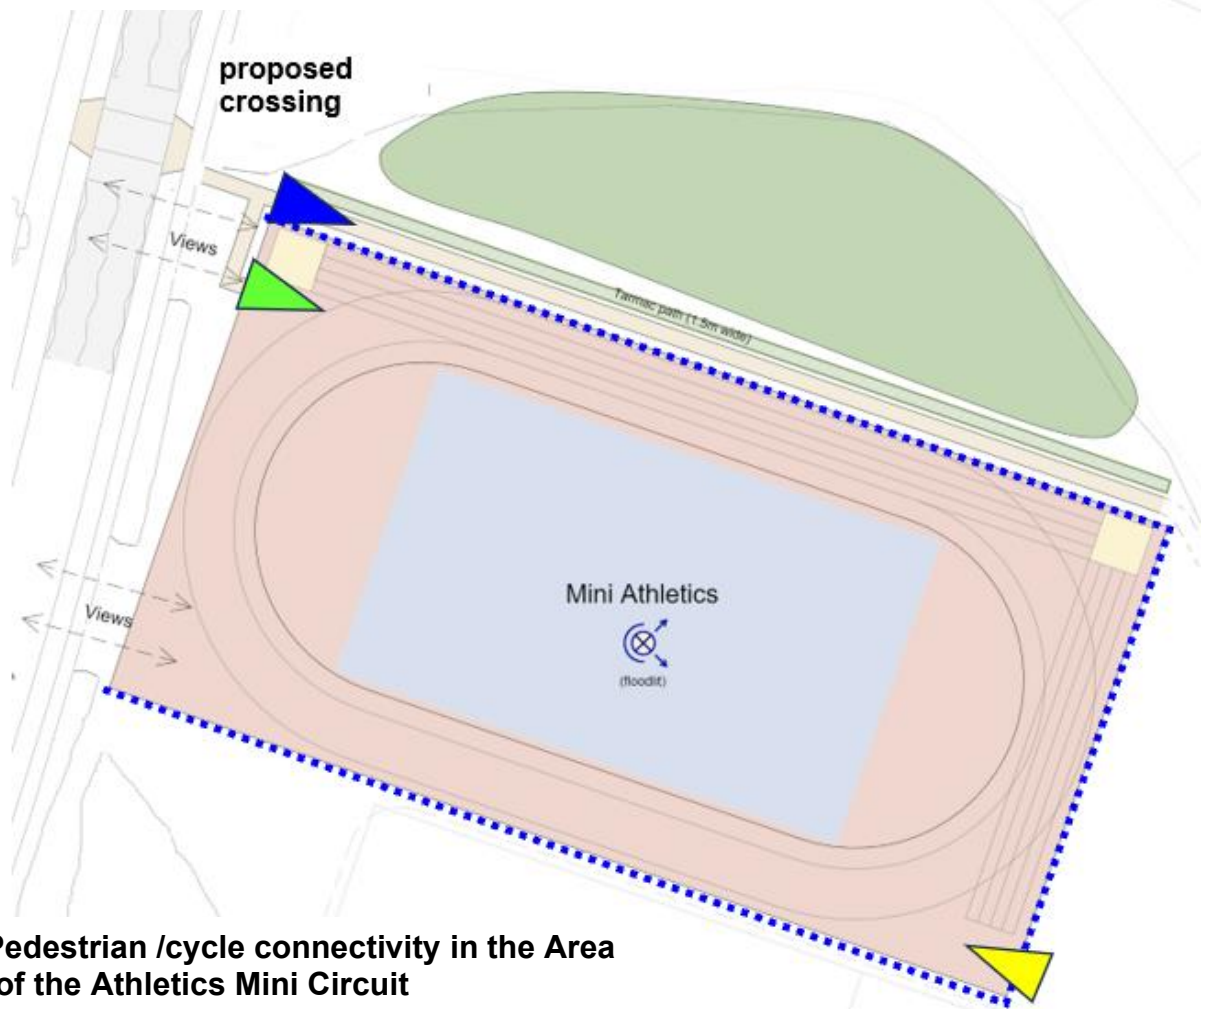 proposed
crossing
Views
Tarmac path (1.5m wide)
Mini Athletics
(floodlit)
Views
Pedestrian /cycle connectivity in the Area
of the Athletics Mini Circuit